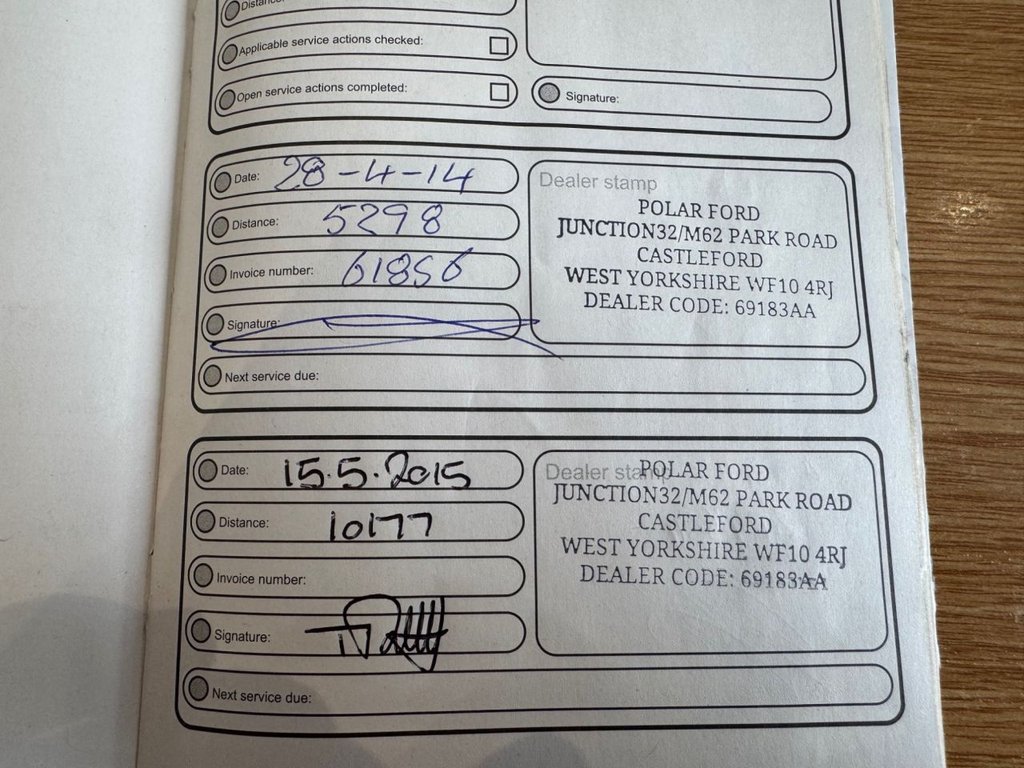 Distance:
Applicable service actions checked:
Open service actions completed:
Signature:
Date: 28-4-14
Distance: 5298
Invoice number: 61856
Signature:
Next service due:
Dealer stamp
POLAR FORD
JUNCTION32/M62 PARK ROAD
CASTLEFORD
WEST YORKSHIRE WF10 4RJ
DEALER CODE: 69183AA
Date: 15.5.2015
Distance: 10177
Invoice number:
Signature:
Next service due:
Dealer stamp
POLAR FORD
JUNCTION32/M62 PARK ROAD
CASTLEFORD
WEST YORKSHIRE WF10 4RJ
DEALER CODE: 69183AA